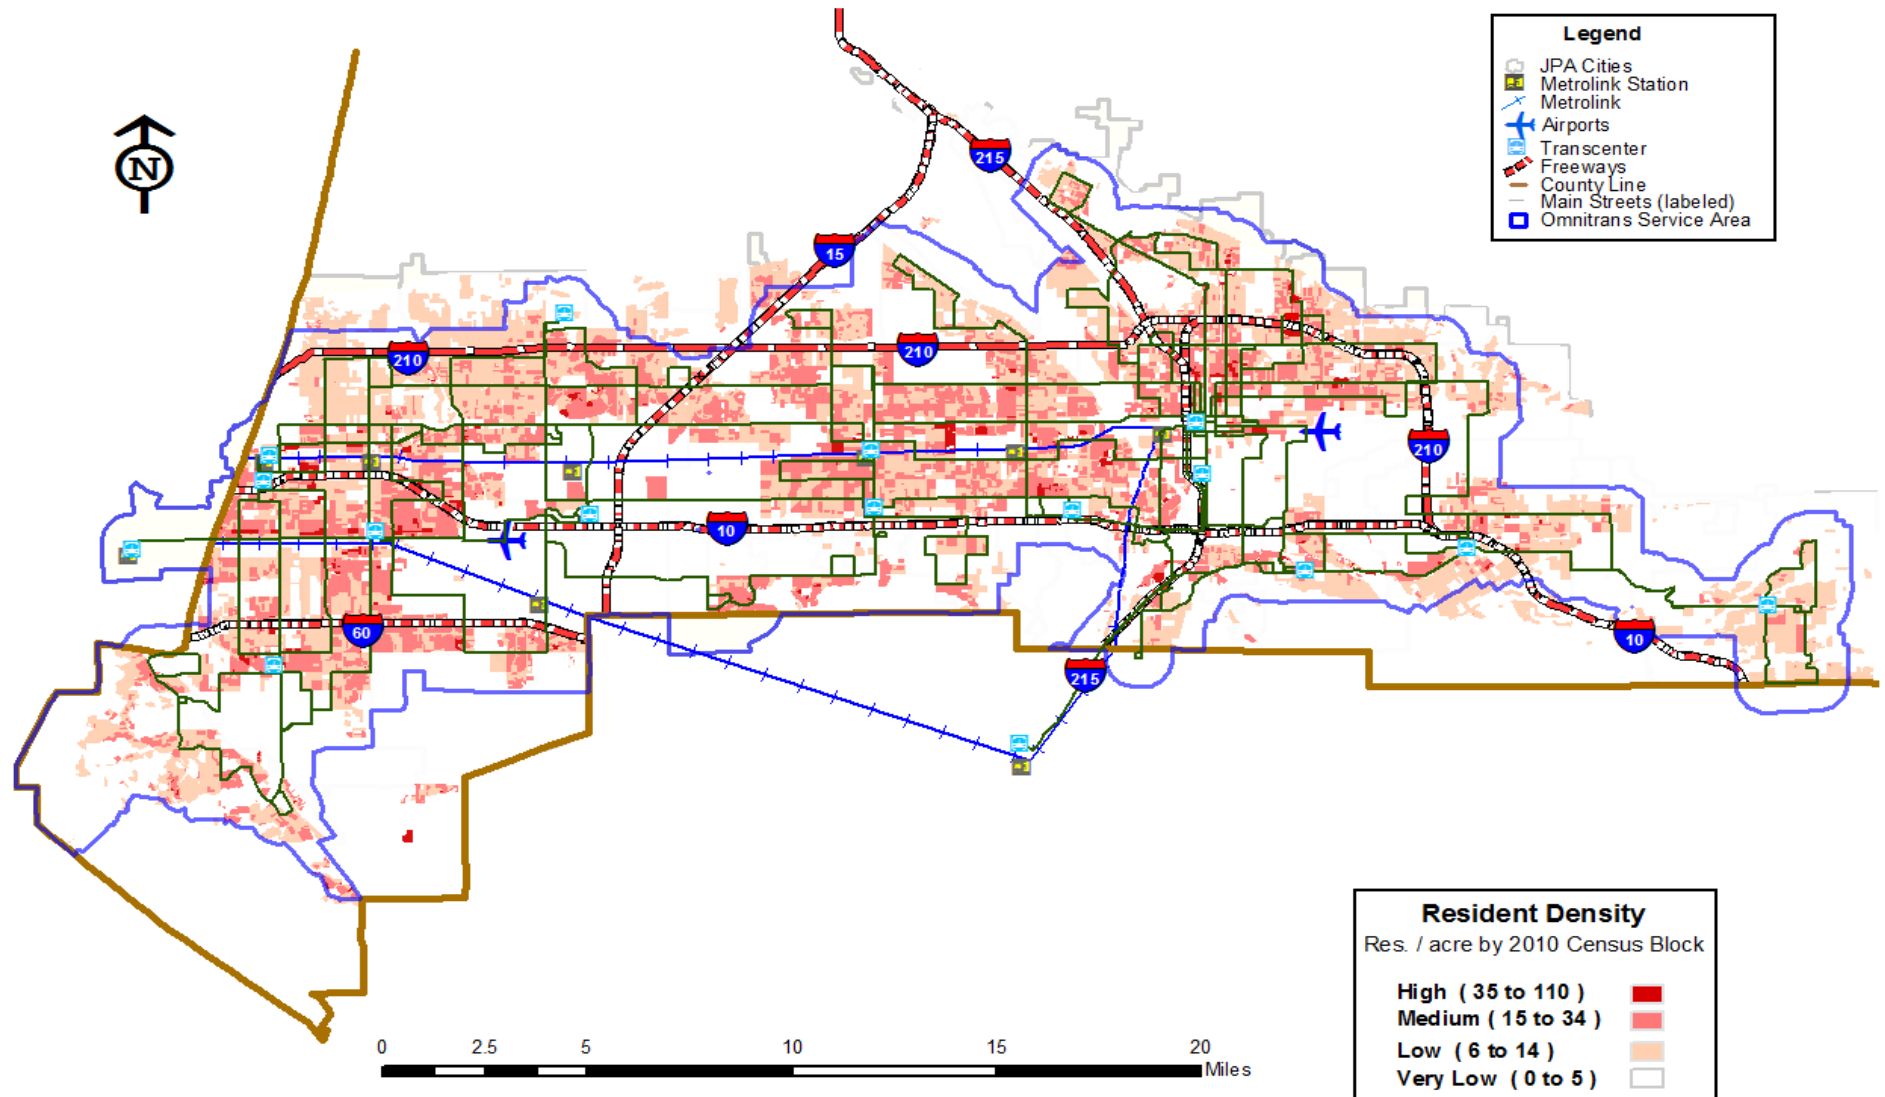 Legend
JPA Cities
Metrolink Station
Metrolink
Airports
Transcenter
Freeways
County Line
Main Streets (labeled)
Omnitrans Service Area
N
215
15
210
210
210
10
60
10
215
0 2.5 5 10 15 20
Miles
Resident Density
Res. / acre by 2010 Census Block
High ( 35 to 110 )
Medium ( 15 to 34 )
Low ( 6 to 14 )
Very Low ( 0 to 5 )